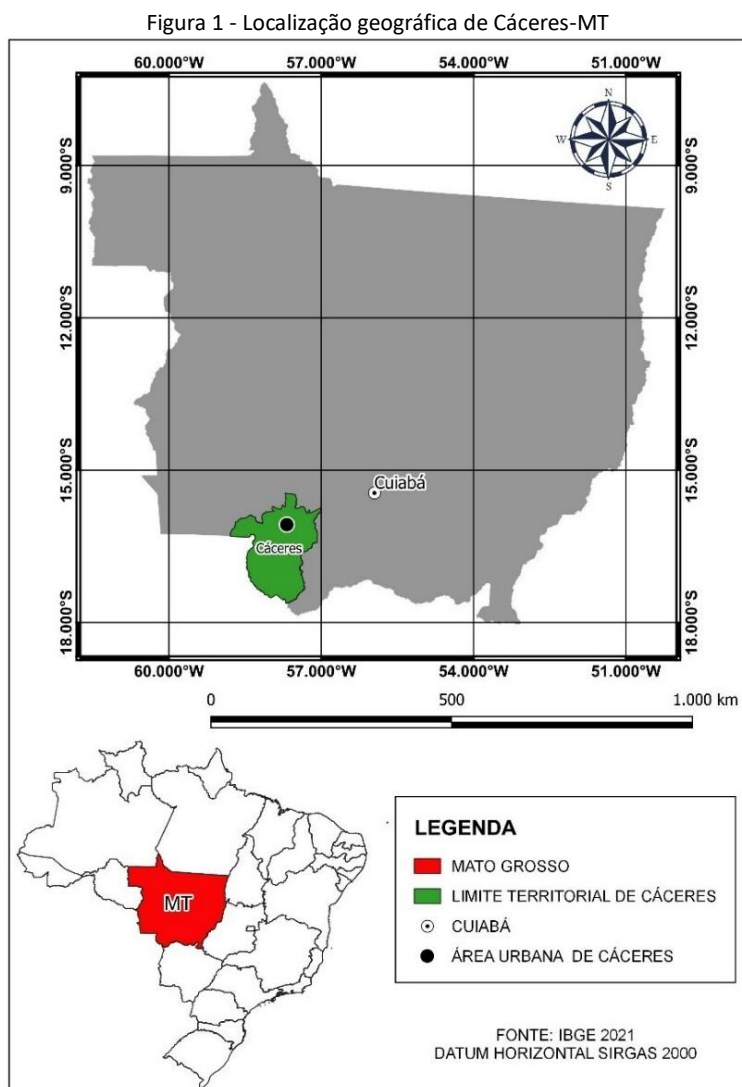 Figura 1 - Localização geográfica de Cáceres-MT
60.000°W 57.000°W 54.000°W 51.000°W
N
W E
S
9.000°S 9.000°S
12.000°S 12.000°S
15.000°S 15.000°S
Cuiabá
Cáceres
18.000°S 18.000°S
60.000°W 57.000°W 54.000°W 51.000°W
0 500 1.000 km
MT
LEGENDA
MATO GROSSO
LIMITE TERRITORIAL DE CÁCERES
CUIABÁ
ÁREA URBANA DE CÁCERES
FONTE: IBGE 2021
DATUM HORIZONTAL SIRGAS 2000